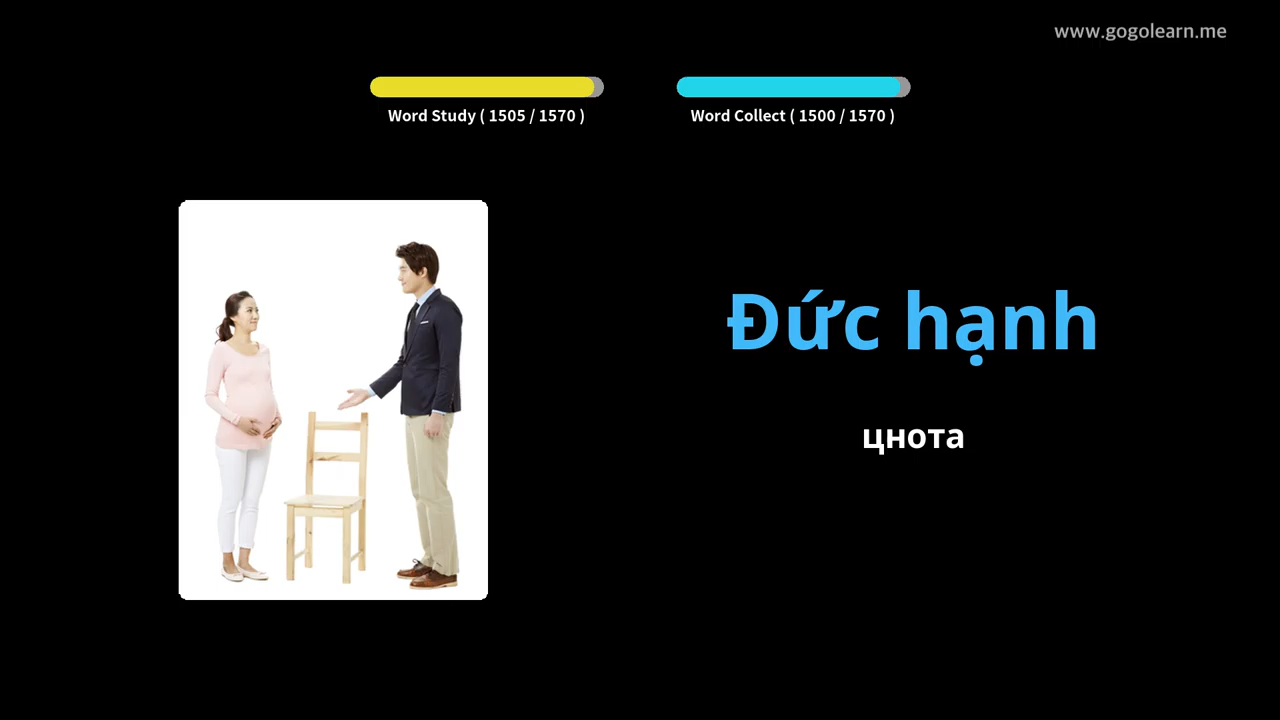 www.gogolearn.me
Word Study ( 1505 / 1570 )
Word Collect ( 1500 / 1570 )
Đức hạnh
цнота